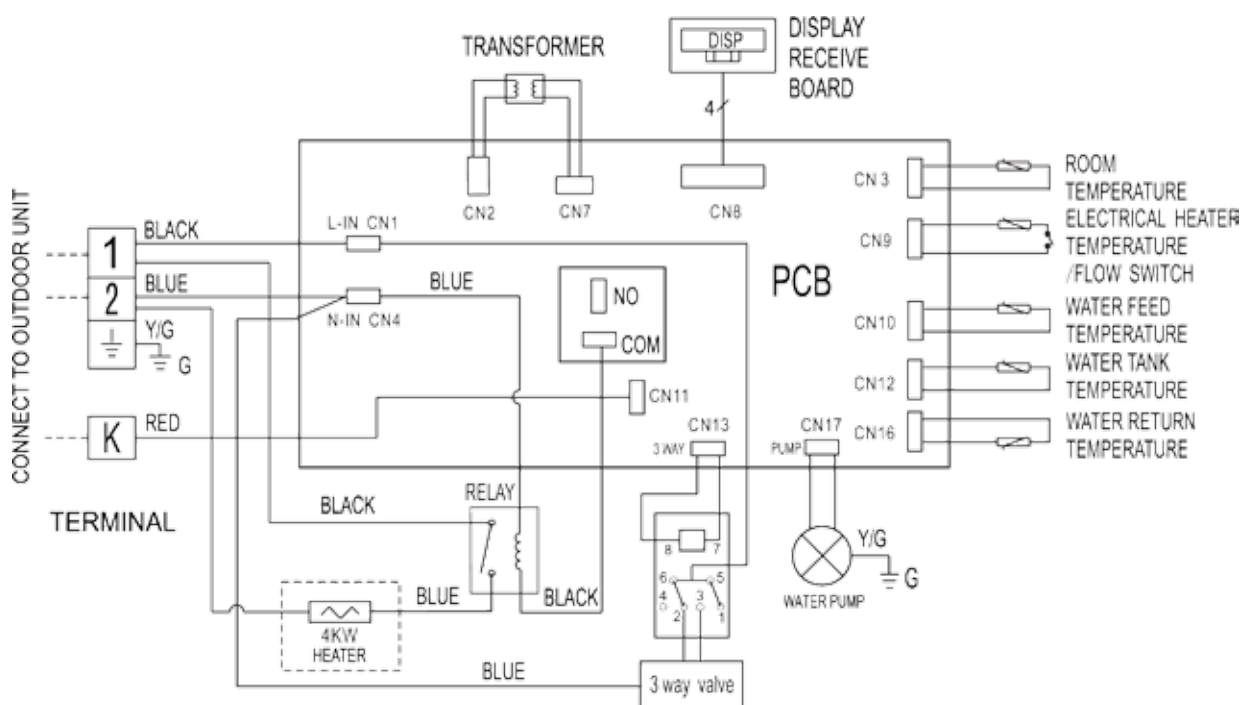 TRANSFORMER
DISP
DISPLAY
RECEIVE
BOARD
4
CN2
CN7
CN8
CN3
ROOM
TEMPERATURE
CN9
ELECTRICAL HEATER
TEMPERATURE
/FLOW SWITCH
CN10
WATER FEED
TEMPERATURE
CN12
WATER TANK
TEMPERATURE
CN16
WATER RETURN
TEMPERATURE
PCB
CONNECT TO OUTDOOR UNIT
1
BLACK
L-IN CN1
2
BLUE
N-IN CN4
BLUE
Y/G
G
NO
COM
CN11
K
RED
TERMINAL
CN13
3 WAY
CN17
PUMP
RELAY
BLACK
BLUE
BLACK
4KW
HEATER
BLUE
8
7
6
5
4
3
2
1
3 way valve
Y/G
G
WATER PUMP